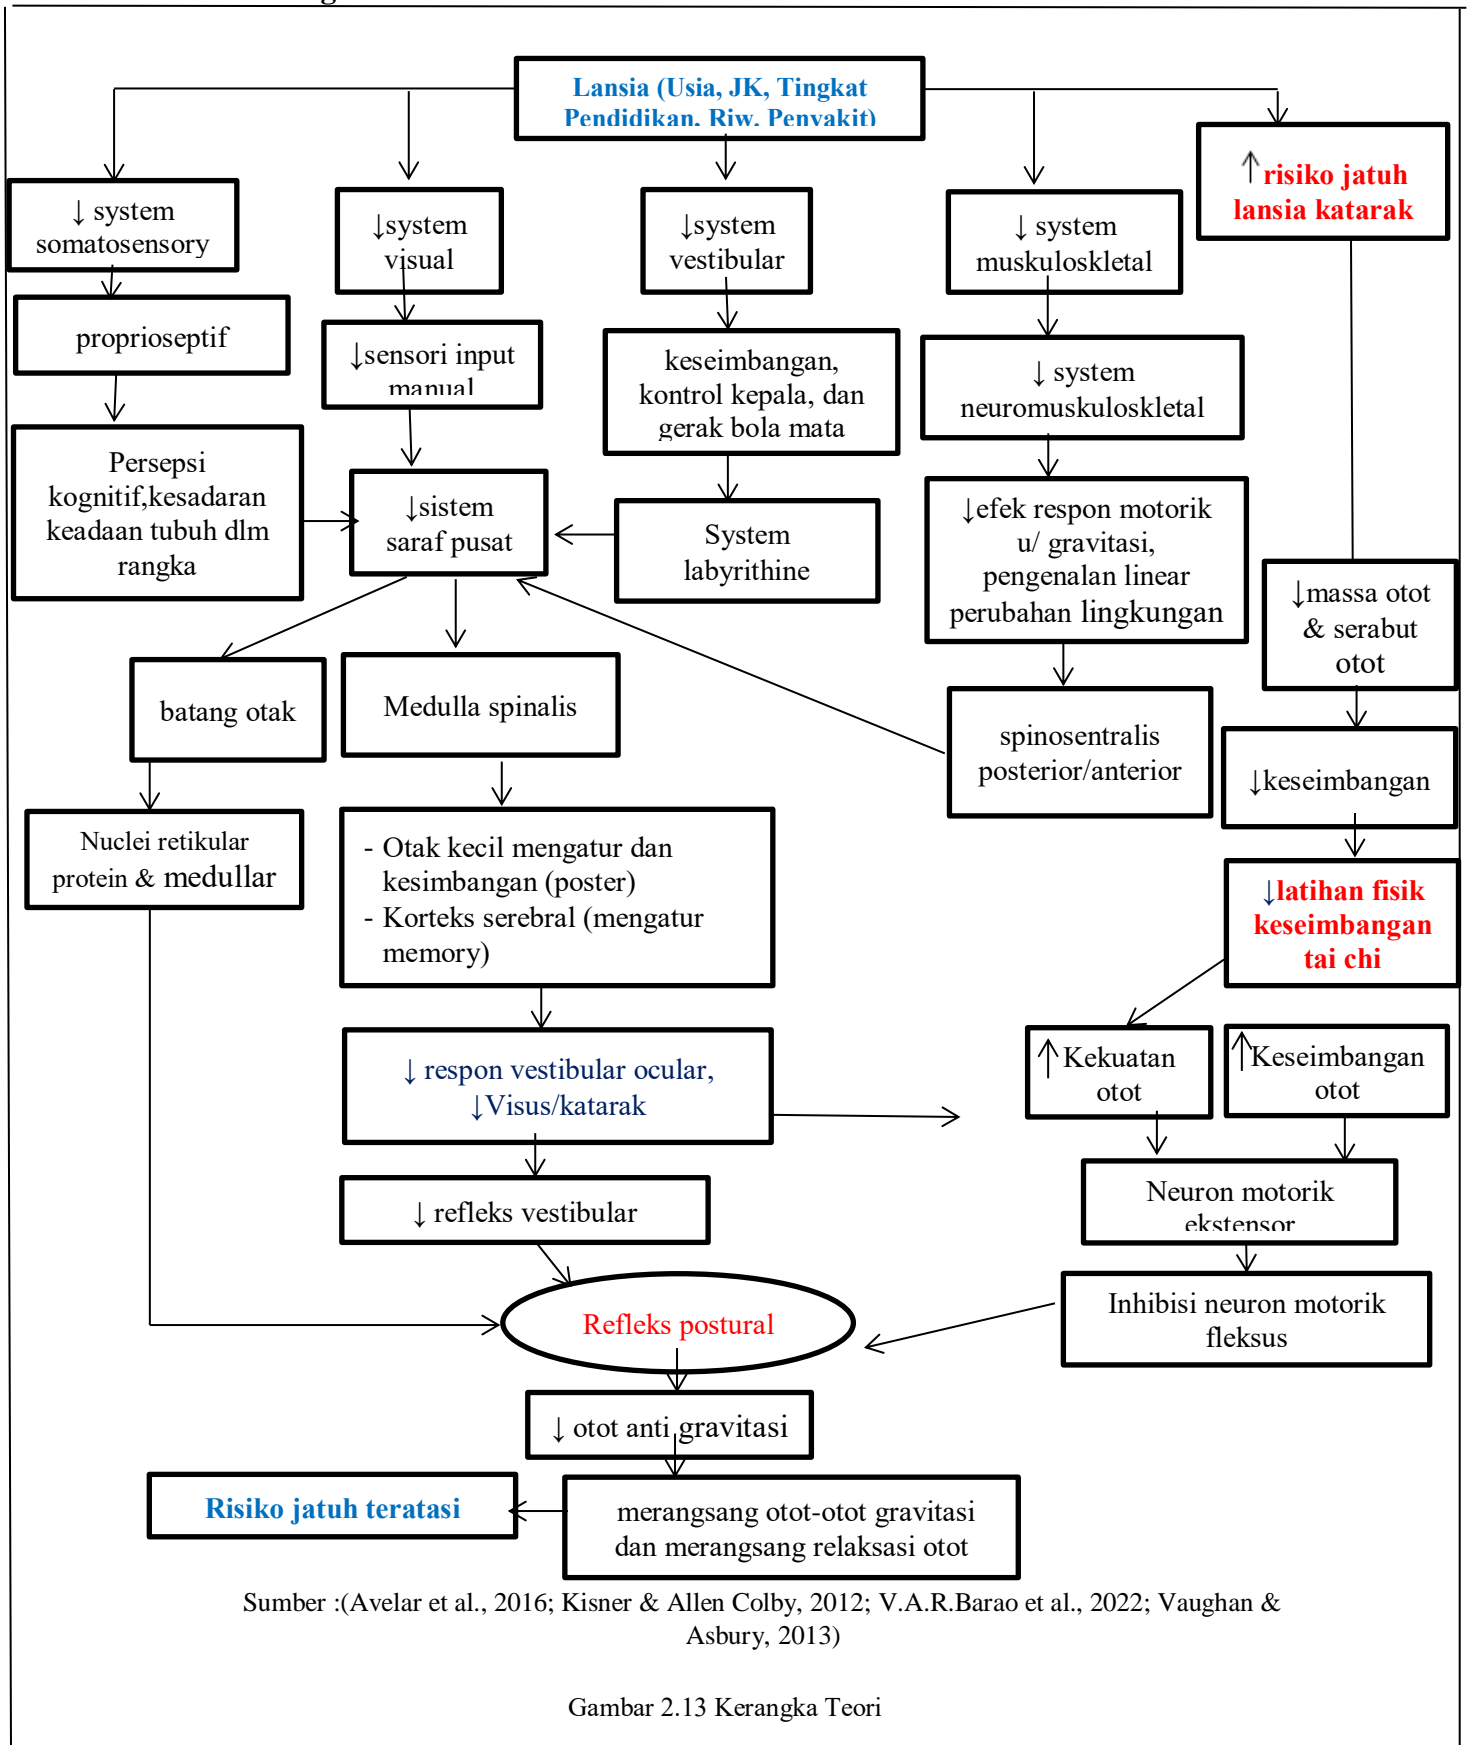 Lansia (Usia, JK, Tingkat
Pendidikan, Riw. Penyakit)
↓ system
somatosensory
↓system
visual
↓system
vestibular
↓ system
muskuloskletal
↑risiko jatuh
lansia katarak
proprioseptif
↓sensori input
manual
keseimbangan,
kontrol kepala, dan
gerak bola mata
↓ system
neuromuskuloskletal
Persepsi
kognitif,kesadaran
keadaan tubuh dlm
rangka
↓sistem
saraf pusat
System
labyrithine
↓efek respon motorik
u/ gravitasi,
pengenalan linear
perubahan lingkungan
↓massa otot
& serabut
otot
batang otak
Medulla spinalis
spinosentralis
posterior/anterior
↓keseimbangan
Nuclei retikular
protein & medullar
- Otak kecil mengatur dan
kesimbangan (poster)
- Korteks serebral (mengatur
memory)
↓latihan fisik
keseimbangan
tai chi
↓ respon vestibular ocular,
↓Visus/katarak
↑Kekuatan
otot
↑Keseimbangan
otot
↓ refleks vestibular
Neuron motorik
ekstensor
Refleks postural
Inhibisi neuron motorik
fleksus
↓ otot anti gravitasi
Risiko jatuh teratasi
merangsang otot-otot gravitasi
dan merangsang relaksasi otot
Sumber :(Avelar et al., 2016; Kisner & Allen Colby, 2012; V.A.R.Barao et al., 2022; Vaughan &
Asbury, 2013)
Gambar 2.13 Kerangka Teori